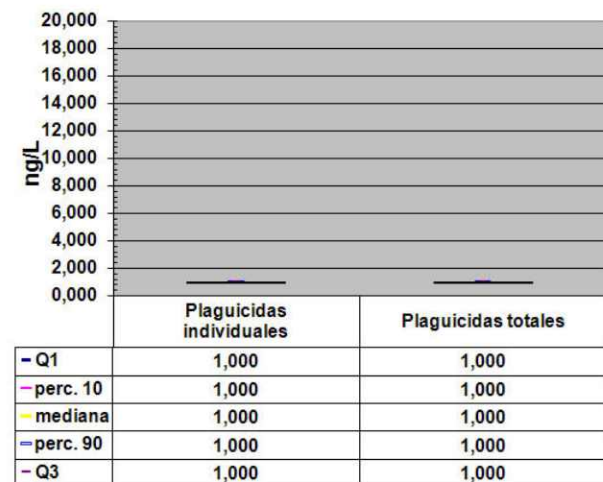 20,000
18,000
16,000
14,000
12,000
10,000
8,000
6,000
4,000
2,000
0,000
ng/L
Plaguicidas individuales Plaguicidas totales
Q1 1,000 1,000
perc. 10 1,000 1,000
mediana 1,000 1,000
perc. 90 1,000 1,000
Q3 1,000 1,000